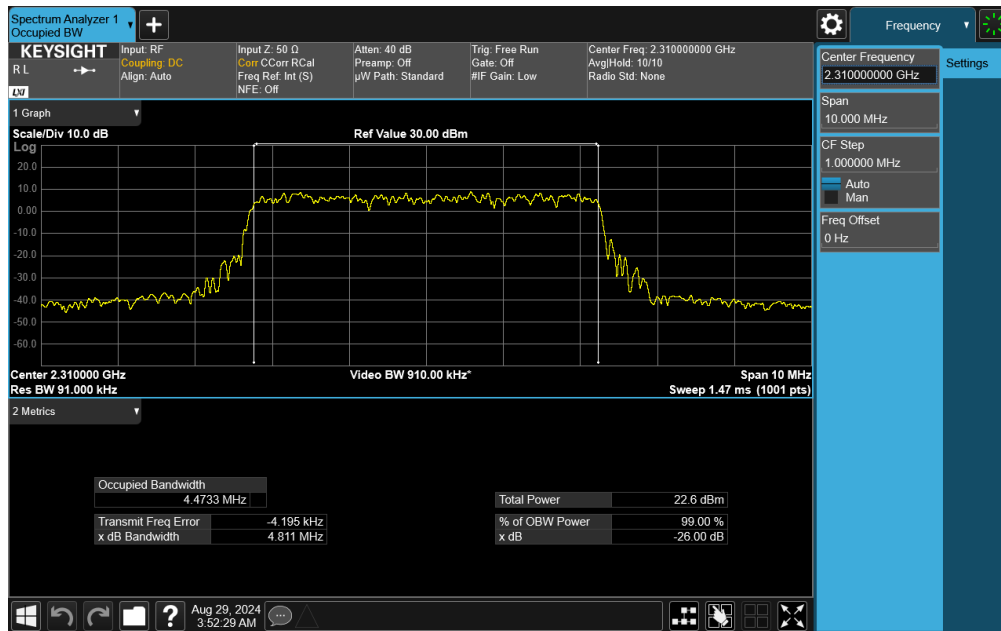 Spectrum Analyzer 1
Occupied BW
Frequency
KEYSIGHT
R L
LXI
Input: RF
Coupling: DC
Align: Auto
Input Z: 50 Ω
Corr CCorr RCal
Freq Ref: Int (S)
NFE: Off
Atten: 40 dB
Preamp: Off
µW Path: Standard
Trig: Free Run
Gate: Off
#IF Gain: Low
Center Freq: 2.310000000 GHz
Avg|Hold: 10/10
Radio Std: None
Center Frequency
2.310000000 GHz
Settings
Span
10.000 MHz
CF Step
1.000000 MHz
Auto
Man
Freq Offset
0 Hz
1 Graph
Scale/Div 10.0 dB
Ref Value 30.00 dBm
Log
20.0
10.0
0.00
-10.0
-20.0
-30.0
-40.0
-50.0
-60.0
Center 2.310000 GHz
Video BW 910.00 kHz*
Span 10 MHz
Res BW 91.000 kHz
Sweep 1.47 ms (1001 pts)
2 Metrics
Occupied Bandwidth
4.4733 MHz
Total Power 22.6 dBm
Transmit Freq Error -4.195 kHz
% of OBW Power 99.00 %
x dB Bandwidth 4.811 MHz
x dB -26.00 dB
?
Aug 29, 2024
3:52:29 AM